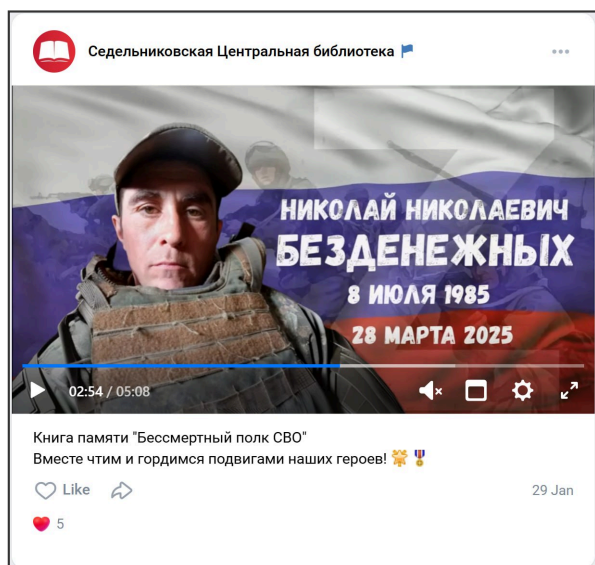 Седельниковская Центральная библиотека
НИКОЛАЙ НИКОЛАЕВИЧ
БЕЗДЕНЕЖНЫХ
8 ИЮЛЯ 1985
28 МАРТА 2025
02:54 / 05:08
Книга памяти "Бессмертный полк СВО"
Вместе чтим и гордимся подвигами наших героев!
Like
29 Jan
5